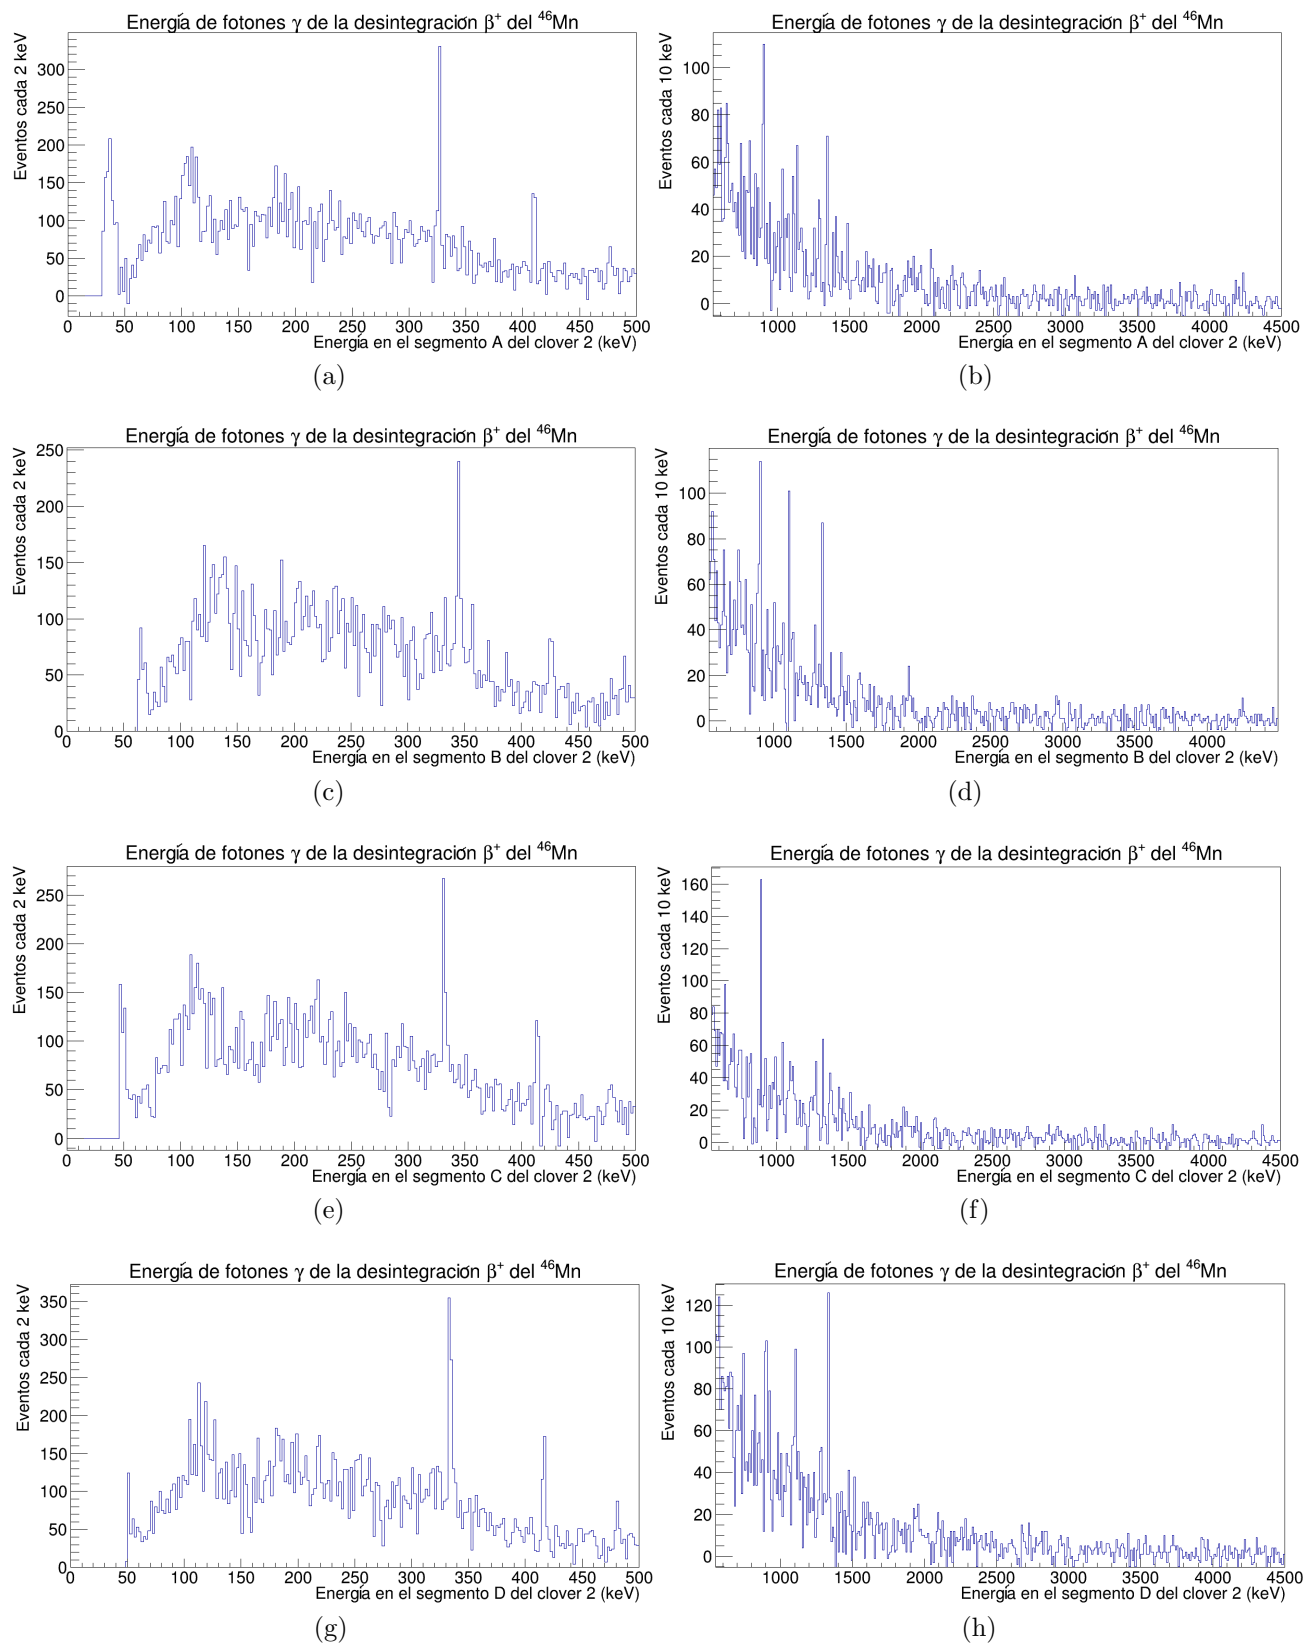 Energía de fotones γ de la desintegración β⁺ del ⁴⁶Mn
Eventos cada 2 keV
300
250
200
150
100
50
0
0 50 100 150 200 250 300 350 400 450 500
Energía en el segmento A del clover 2 (keV)
(a)
Energía de fotones γ de la desintegración β⁺ del ⁴⁶Mn
Eventos cada 10 keV
100
80
60
40
20
0
1000 1500 2000 2500 3000 3500 4000 4500
Energía en el segmento A del clover 2 (keV)
(b)
Energía de fotones γ de la desintegración β⁺ del ⁴⁶Mn
Eventos cada 2 keV
250
200
150
100
50
0
0 50 100 150 200 250 300 350 400 450 500
Energía en el segmento B del clover 2 (keV)
(c)
Energía de fotones γ de la desintegración β⁺ del ⁴⁶Mn
Eventos cada 10 keV
100
80
60
40
20
0
1000 1500 2000 2500 3000 3500 4000
Energía en el segmento B del clover 2 (keV)
(d)
Energía de fotones γ de la desintegración β⁺ del ⁴⁶Mn
Eventos cada 2 keV
250
200
150
100
50
0
0 50 100 150 200 250 300 350 400 450 500
Energía en el segmento C del clover 2 (keV)
(e)
Energía de fotones γ de la desintegración β⁺ del ⁴⁶Mn
Eventos cada 10 keV
160
140
120
100
80
60
40
20
0
1000 1500 2000 2500 3000 3500 4000 4500
Energía en el segmento C del clover 2 (keV)
(f)
Energía de fotones γ de la desintegración β⁺ del ⁴⁶Mn
Eventos cada 2 keV
350
300
250
200
150
100
50
0
0 50 100 150 200 250 300 350 400 450 500
Energía en el segmento D del clover 2 (keV)
(g)
Energía de fotones γ de la desintegración β⁺ del ⁴⁶Mn
Eventos cada 10 keV
120
100
80
60
40
20
0
1000 1500 2000 2500 3000 3500 4000 4500
Energía en el segmento D del clover 2 (keV)
(h)